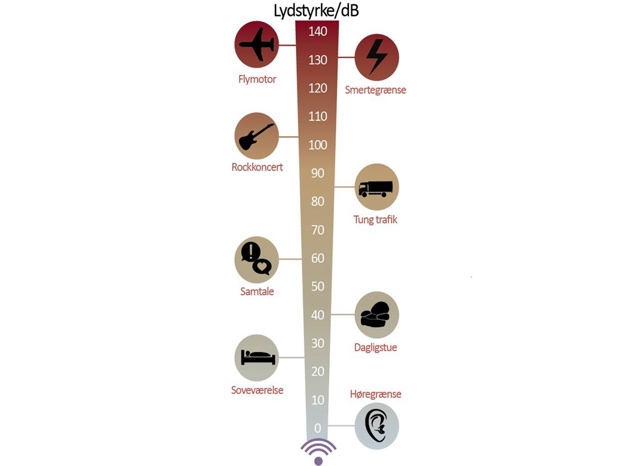 Lydstyrke/dB
140
Flymotor
130
Smertegrænse
120
110
Rockkoncert
100
90
Tung trafik
80
70
60
Samtale
50
40
Dagligstue
30
Soveværelse
20
10
Høregrænse
0